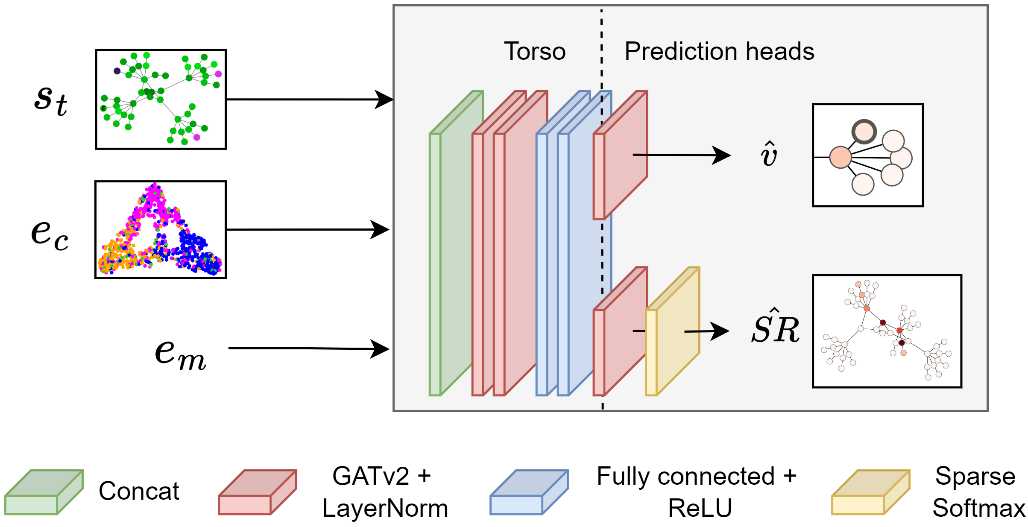 Torso
Prediction heads
s_t
v̂
e_c
e_m
SR̂
Concat
GATv2 +
LayerNorm
Fully connected +
ReLU
Sparse
Softmax